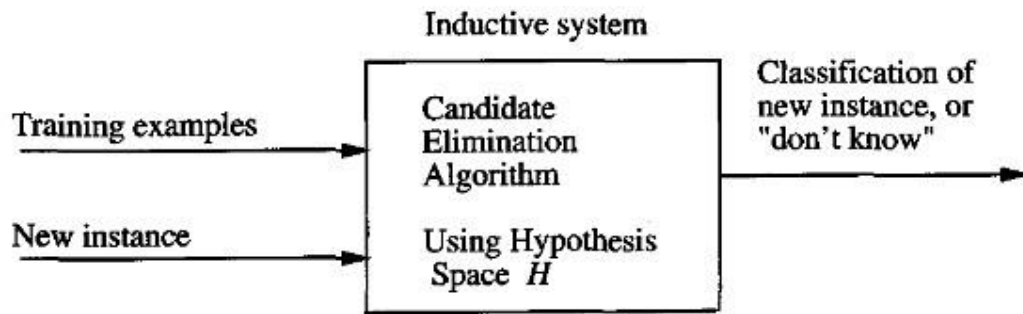 Inductive system
Training examples
New instance
Candidate
Elimination
Algorithm
Using Hypothesis
Space H
Classification of
new instance, or
"don't know"